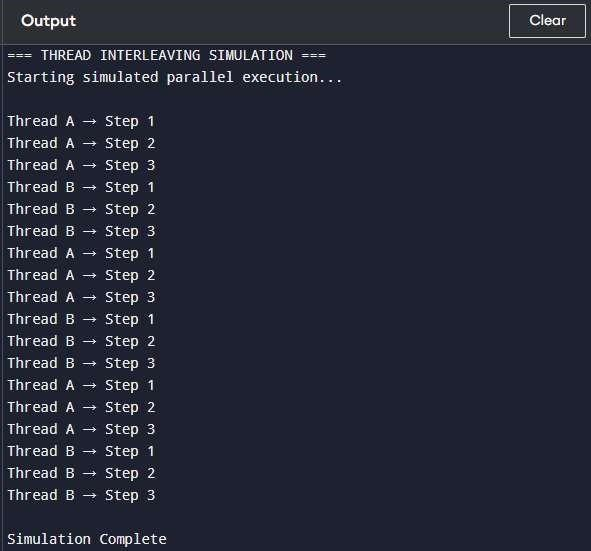 Output
Clear
=== THREAD INTERLEAVING SIMULATION ===
Starting simulated parallel execution...
Thread A → Step 1
Thread A → Step 2
Thread A → Step 3
Thread B → Step 1
Thread B → Step 2
Thread B → Step 3
Thread A → Step 1
Thread A → Step 2
Thread A → Step 3
Thread B → Step 1
Thread B → Step 2
Thread B → Step 3
Thread A → Step 1
Thread A → Step 2
Thread A → Step 3
Thread B → Step 1
Thread B → Step 2
Thread B → Step 3
Simulation Complete